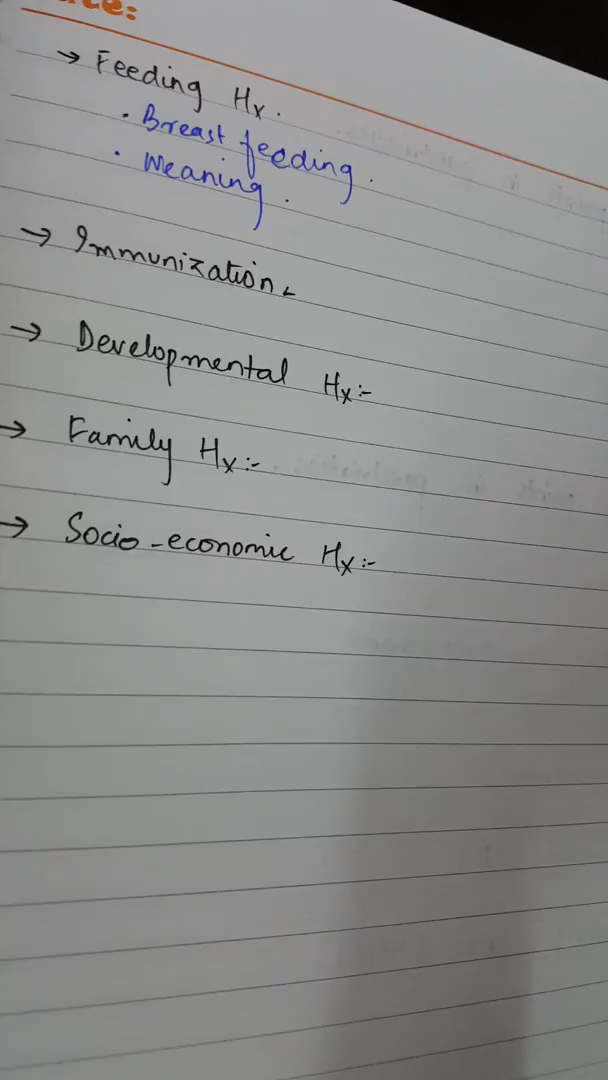 → Feeding Hx.
• Breast feeding.
• Weaning.
→ Immunization
→ Developmental Hx:-
→ Family Hx:-
→ Socio-economic Hx:-